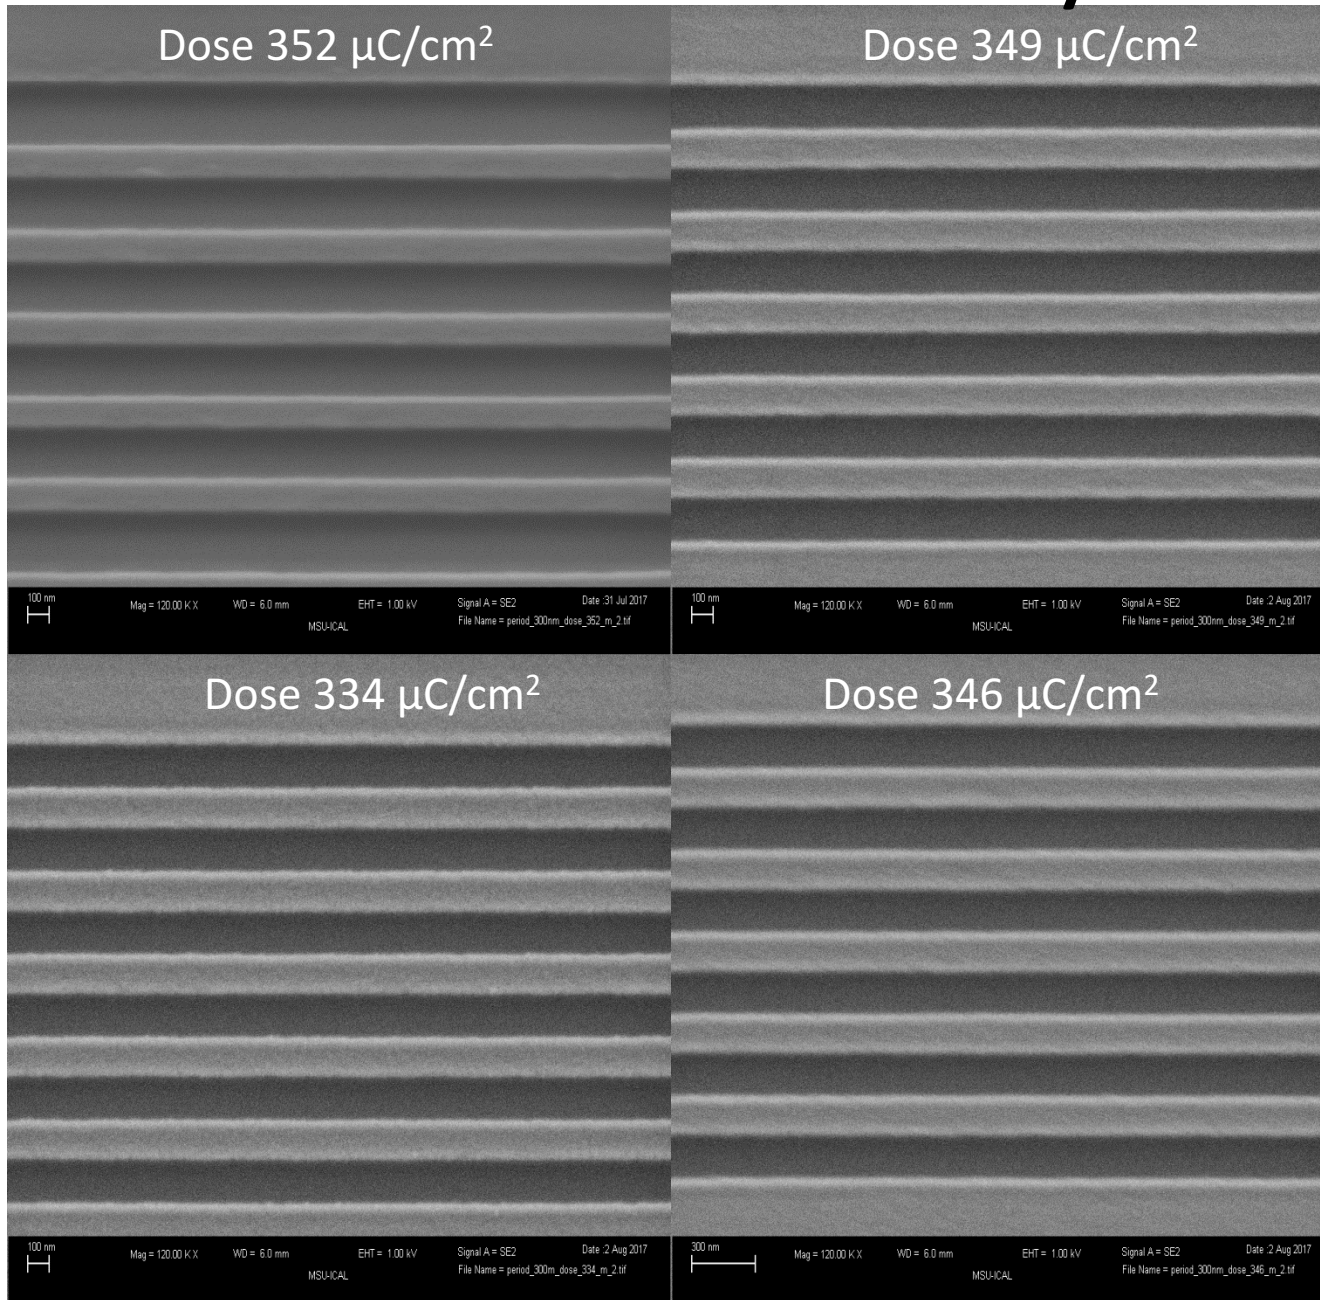 Dose 352 μC/cm²
Dose 349 μC/cm²
100 nm
Mag = 120.00 K X
WD = 6.0 mm
EHT = 1.00 kV
Signal A = SE2
Date :31 Jul 2017
File Name = period_300nm_dose_352_m_2.tif
MSU-ICAL
100 nm
Mag = 120.00 K X
WD = 6.0 mm
EHT = 1.00 kV
Signal A = SE2
Date :2 Aug 2017
File Name = period_300nm_dose_349_m_2.tif
MSU-ICAL
Dose 334 μC/cm²
Dose 346 μC/cm²
100 nm
Mag = 120.00 K X
WD = 6.0 mm
EHT = 1.00 kV
Signal A = SE2
Date :2 Aug 2017
File Name = period_300m_dose_334_m_2.tif
MSU-ICAL
300 nm
Mag = 120.00 K X
WD = 6.0 mm
EHT = 1.00 kV
Signal A = SE2
Date :2 Aug 2017
File Name = period_300nm_dose_346_m_2.tif
MSU-ICAL